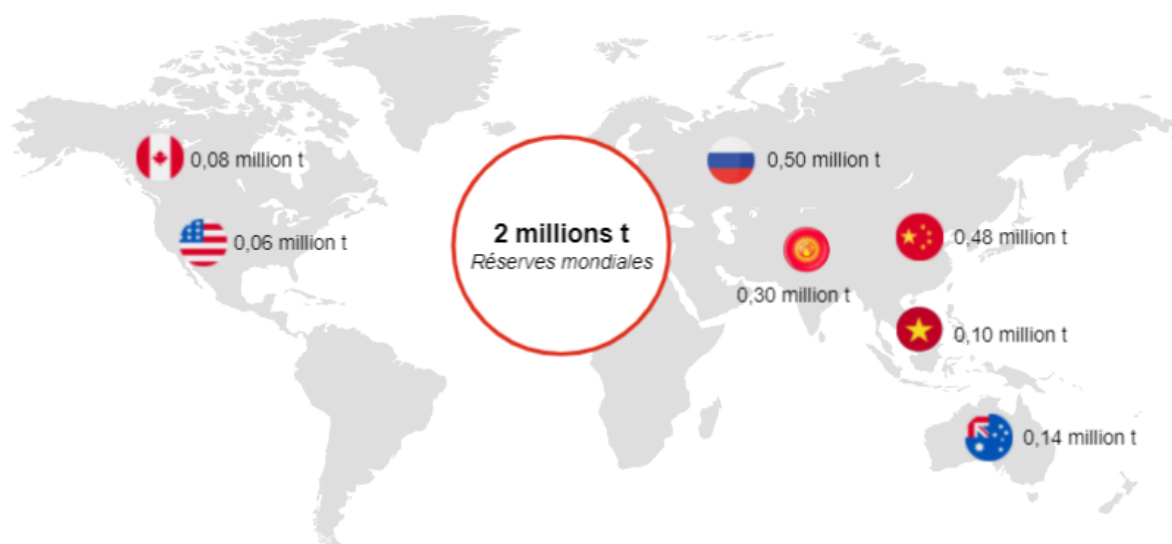 0,08 million t
0,50 million t
2 millions t
Réserves mondiales
0,06 million t
0,48 million t
0,30 million t
0,10 million t
0,14 million t